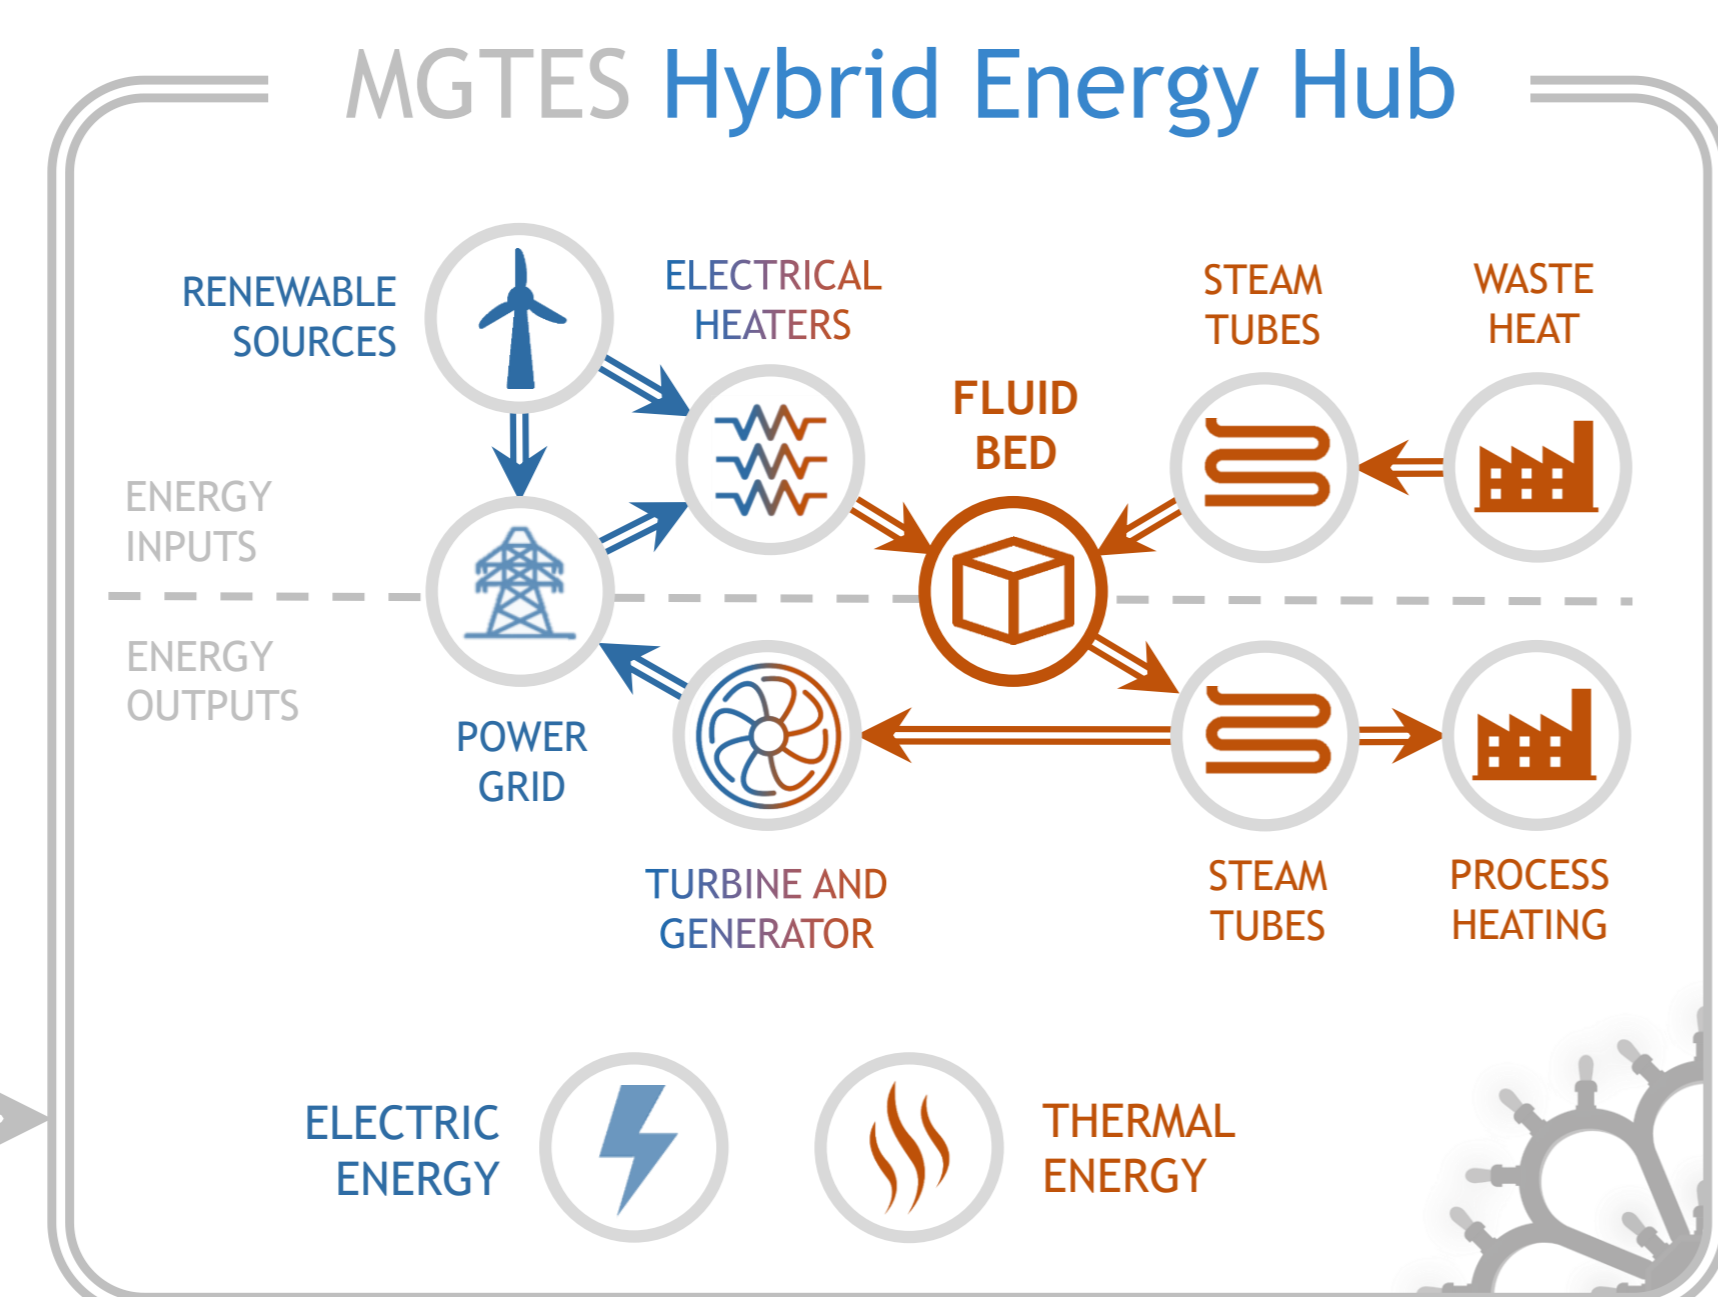 MGTES Hybrid Energy Hub
RENEWABLE
SOURCES
ELECTRICAL
HEATERS
FLUID
BED
STEAM
TUBES
WASTE
HEAT
ENERGY
INPUTS
ENERGY
OUTPUTS
POWER
GRID
TURBINE AND
GENERATOR
STEAM
TUBES
PROCESS
HEATING
ELECTRIC
ENERGY
THERMAL
ENERGY